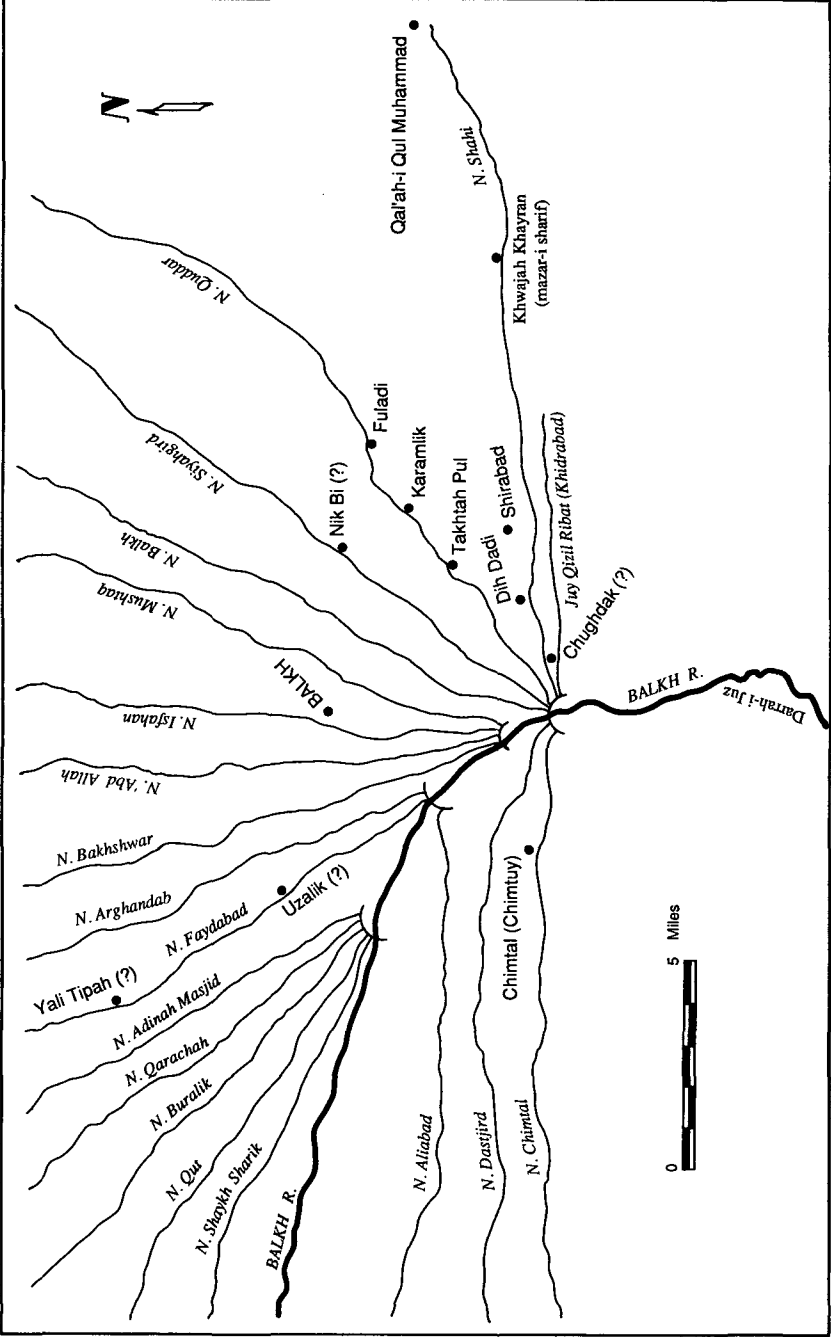 N
Qal'ah-i Qul Muhammad
N. Shahi
Khwajah Khayran
(mazar-i sharif)
N. Quddar
Fuladi
Karamlik
Takhtah Pul
Shirabad
Dih Dadi
Juy Qizil Ribat (Khidrabad)
Chughdak (?)
N. Siyahgird
Nik Bi (?)
N. Balkh
N. Mushtaq
BALKH
N. Isfahan
N. 'Abd Allah
BALKH R.
Darrah-i Juz
N. Bakhshwar
N. Arghandab
N. Faydabad
Uzalik (?)
Yali Tipah (?)
N. Adinah Masjid
N. Qarachah
N. Buralik
N. Qut
N. Shaykh Sharik
BALKH R.
N. Aliabad
N. Dastjird
N. Chimtal
Chimtal (Chimtuy)
0 5 Miles